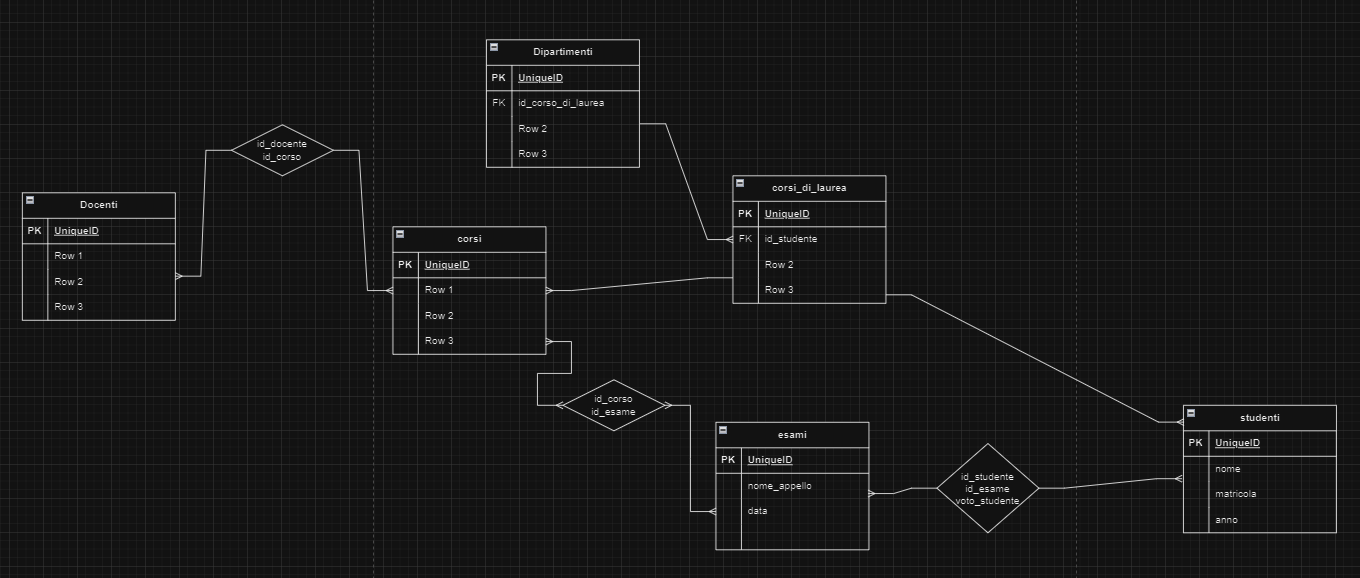 Dipartimenti
PK UniqueID
FK id_corso_di_laurea
Row 2
Row 3
id_docente
id_corso
Docenti
PK UniqueID
Row 1
Row 2
Row 3
corsi_di_laurea
PK UniqueID
FK id_studente
Row 2
Row 3
corsi
PK UniqueID
Row 1
Row 2
Row 3
id_corso
id_esame
esami
PK UniqueID
nome_appello
data
id_studente
id_esame
voto_studente
studenti
PK UniqueID
nome
matricola
anno